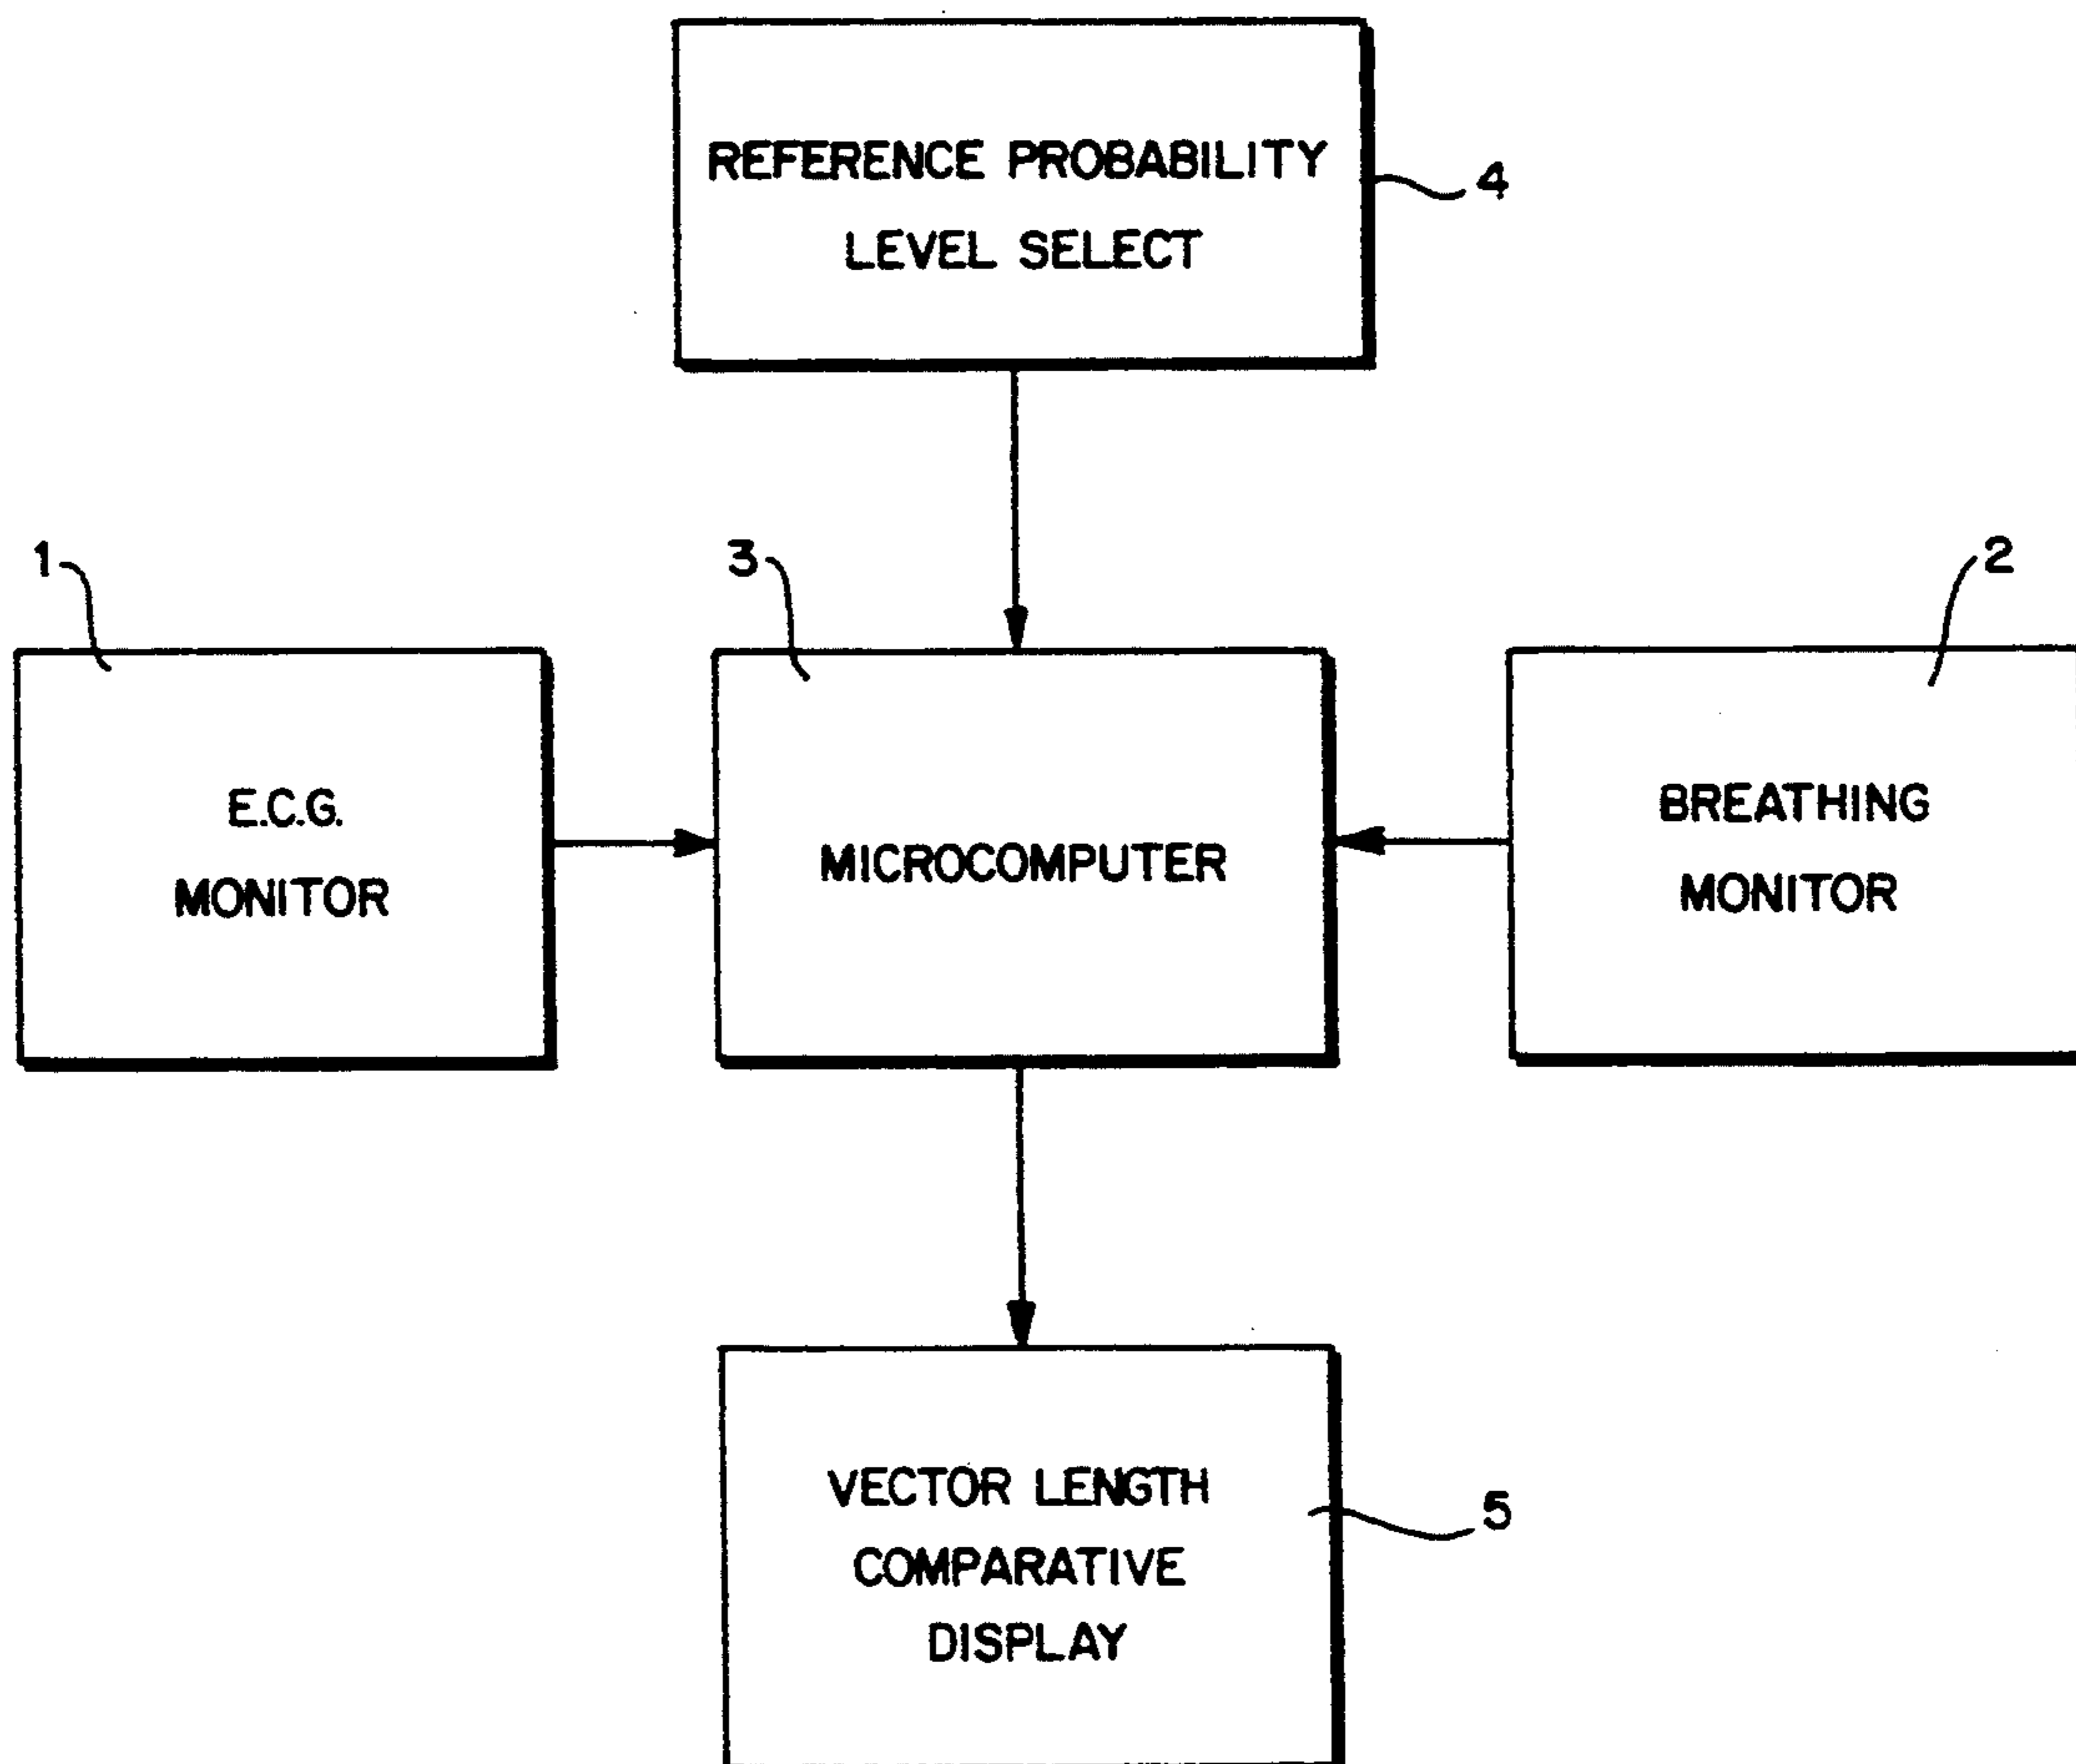 REFERENCE PROBABILITY
LEVEL SELECT
4
1
3
2
E.C.G.
MONITOR
MICROCOMPUTER
BREATHING
MONITOR
VECTOR LENGTH
COMPARATIVE
DISPLAY
5